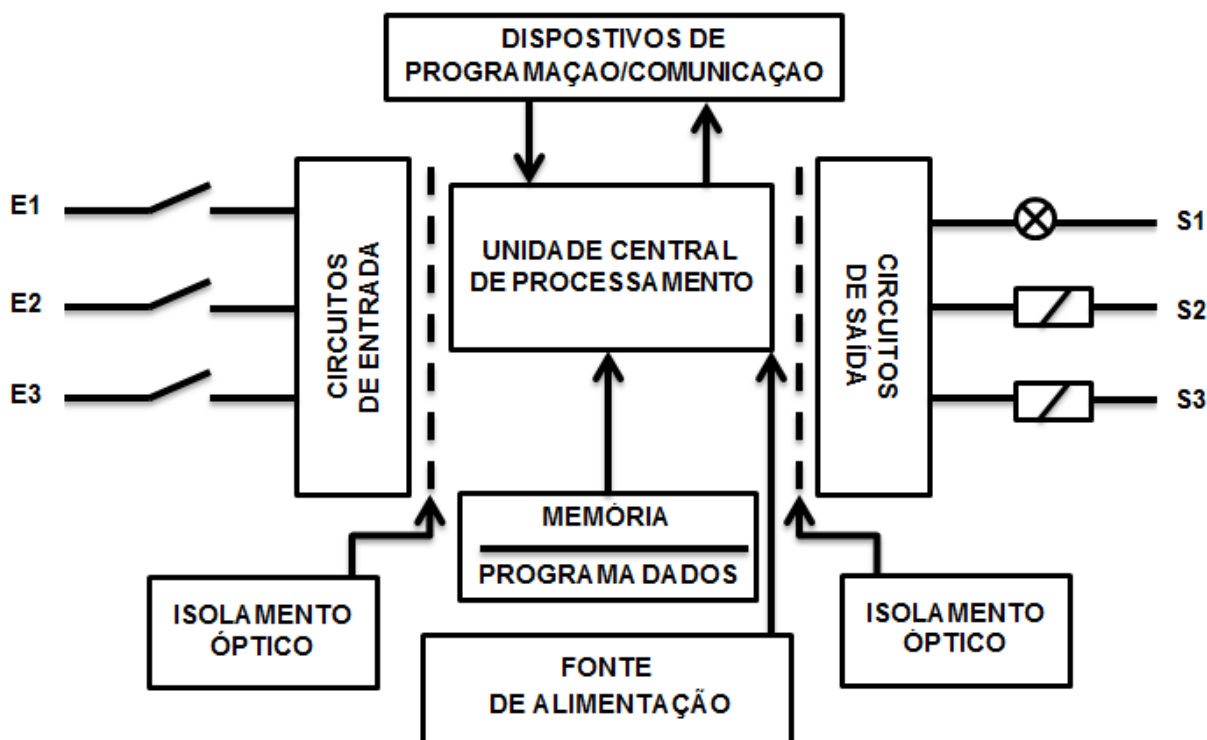 DISPOSTIVOS DE
PROGRAMAÇAO/COMUNICAÇAO
E1
E2
E3
CIRCUITOS
DE ENTRADA
UNIDADE CENTRAL
DE PROCESSAMENTO
CIRCUITOS
DE SAÍDA
S1
S2
S3
MEMÓRIA
PROGRAMA DADOS
ISOLAMENTO
ÓPTICO
ISOLAMENTO
ÓPTICO
FONTE
DE ALIMENTAÇÃO